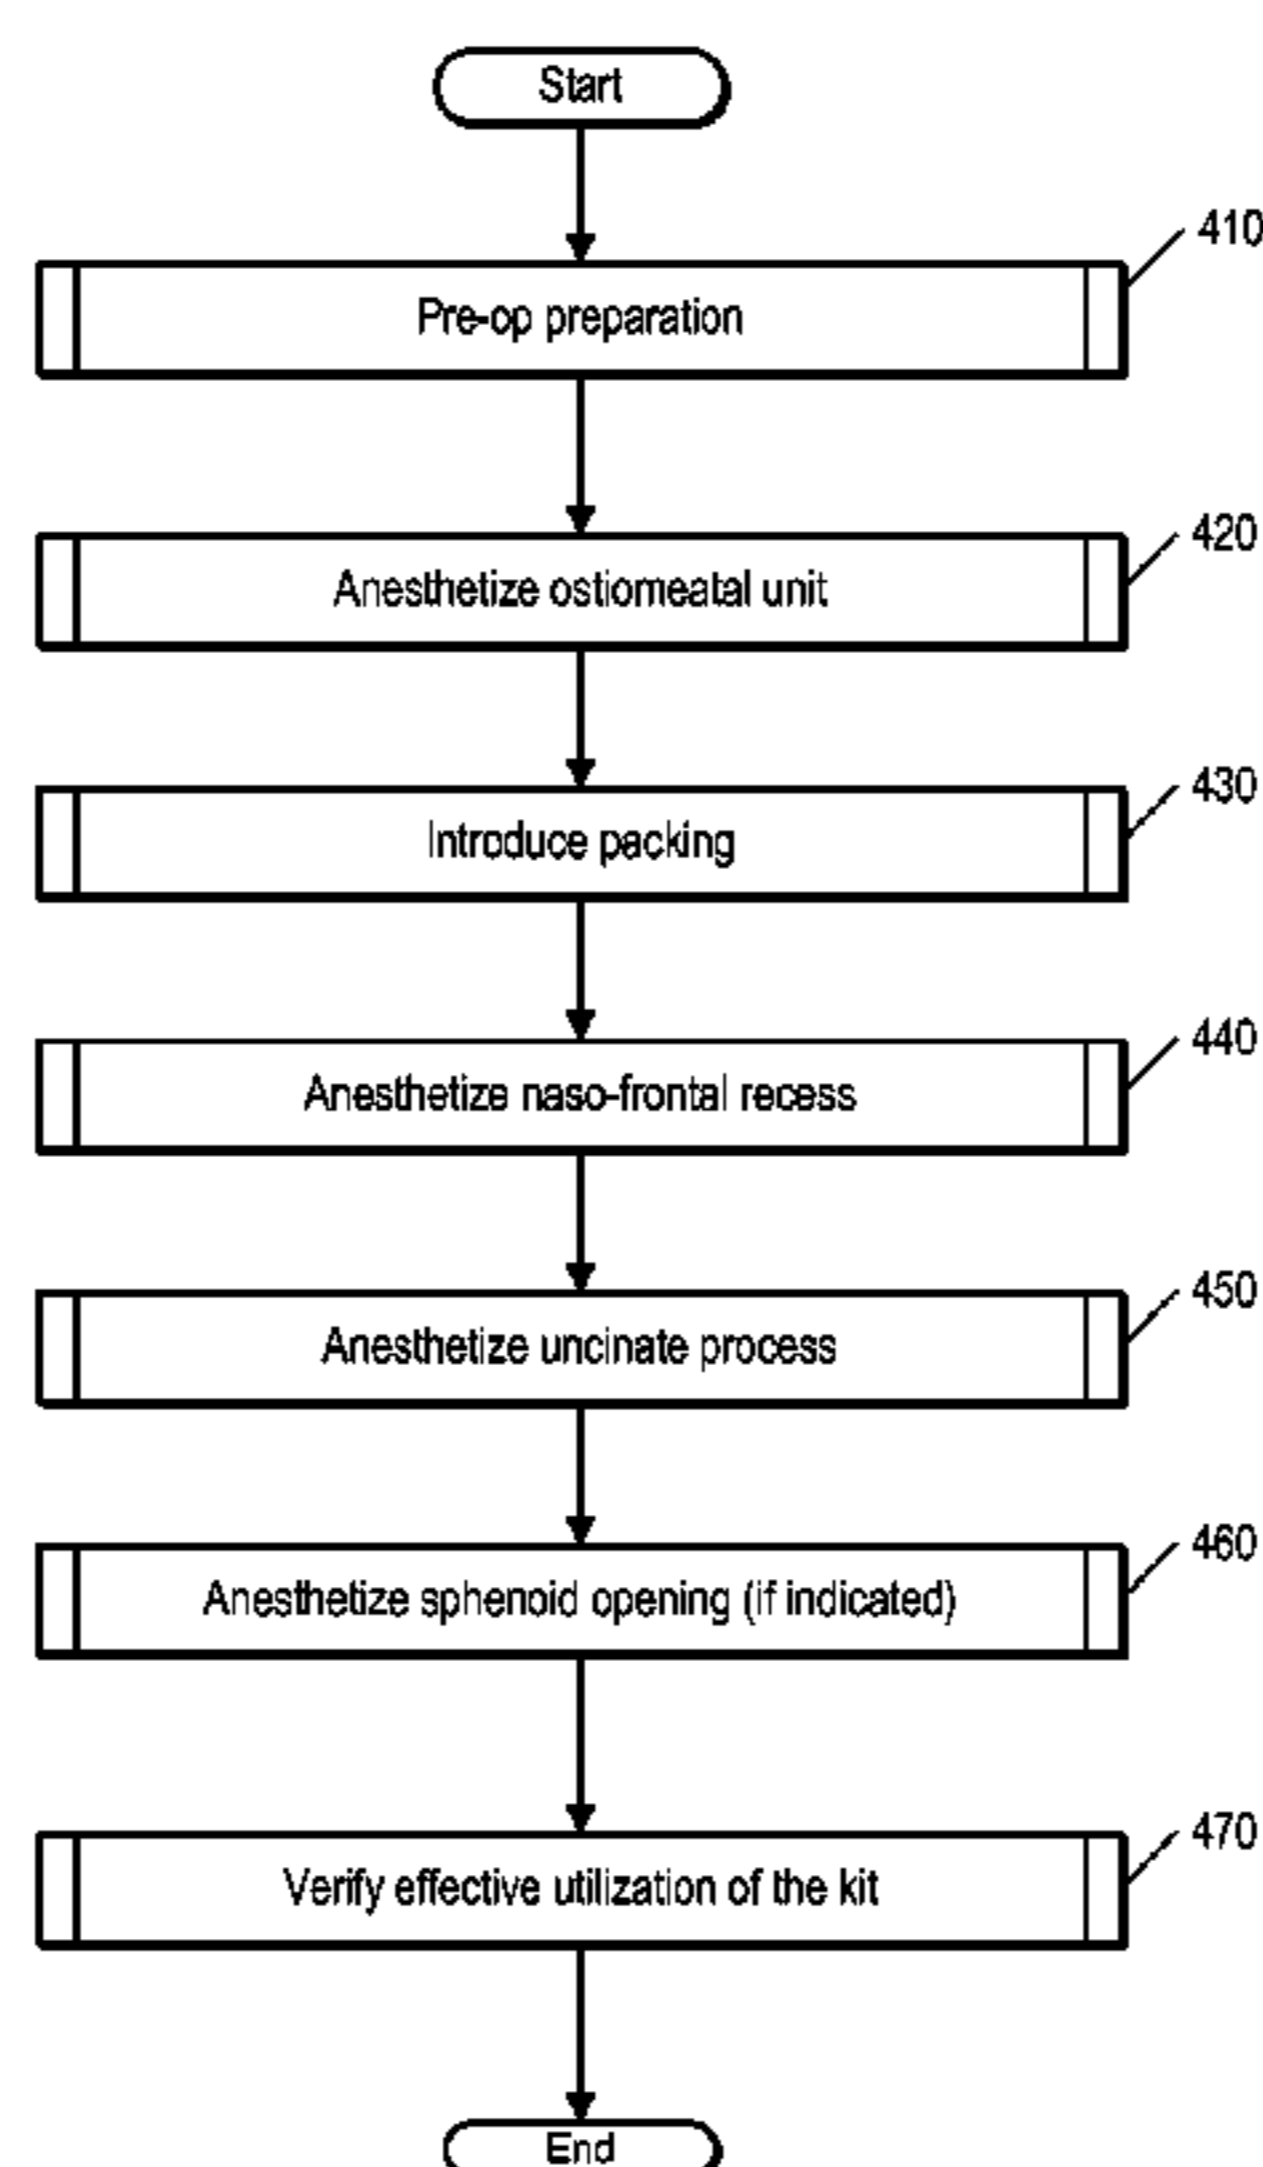 Start
410
Pre-op preparation
420
Anesthetize ostiomeatal unit
430
Introduce packing
440
Anesthetize naso-frontal recess
450
Anesthetize uncinate process
460
Anesthetize sphenoid opening (if indicated)
470
Verify effective utilization of the kit
End